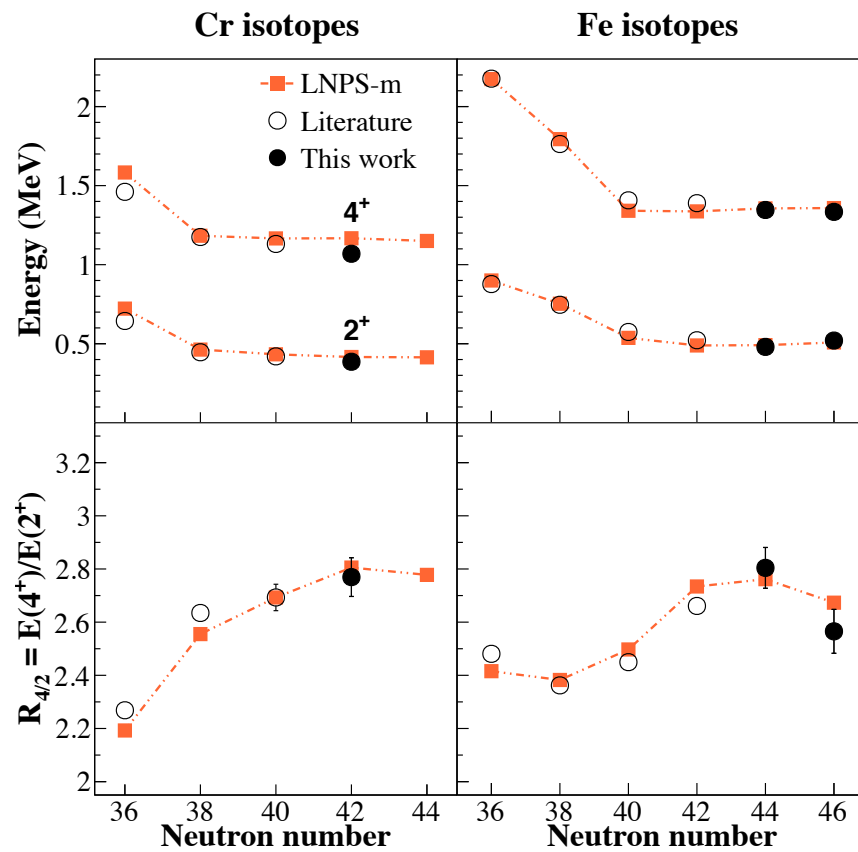 Cr isotopes
Fe isotopes
LNPS-m
Literature
This work
4+
2+
Energy (MeV)
2
1.5
1
0.5
R4/2 = E(4+)/E(2+)
3.2
3
2.8
2.6
2.4
2.2
2
36 38 40 42 44
36 38 40 42 44 46
Neutron number
Neutron number